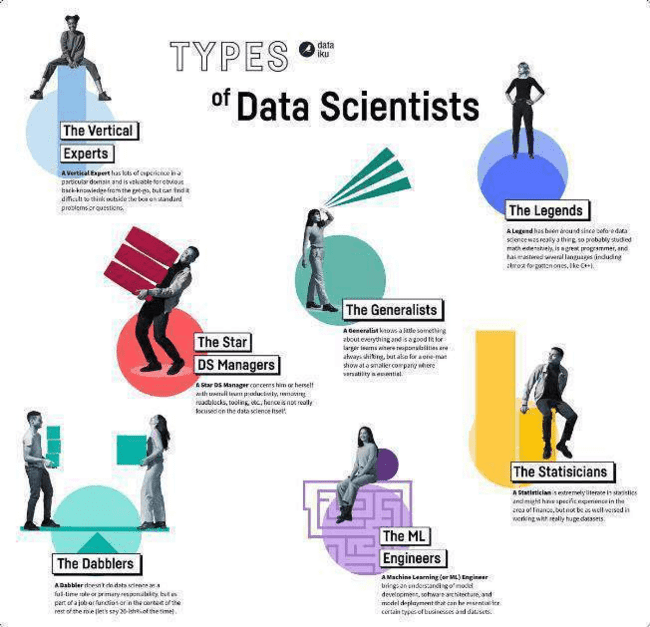 TYPES
data
iku
of Data Scientists
The Vertical
Experts
A Vertical Expert has lots of experience in a
particular domain and is valuable for obvious
back-knowledge from the get-go, but can find it
difficult to think outside the box on standard
problems or questions.
The Legends
A Legend has been around since before data
science was really a thing, so probably studied
math extensively, is a great programmer, and
has mastered several languages (including
almost-forgotten ones, like C++).
The Generalists
A Generalist knows a little something
about everything and is a good fit for
larger teams where responsibilities are
always shifting, but also for a one-man
show at a smaller company where
versatility is essential.
The Star
DS Managers
A Star DS Manager concerns him or herself
with overall team productivity, removing
roadblocks, tooling, etc., hence is not really
focused on the data science itself.
The Statisicians
A Statistician is extremely literate in statistics
and might have specific experience in the
area of finance, but not be as well-versed in
working with really huge datasets.
The ML
Engineers
A Machine Learning (or ML) Engineer
brings an understanding of model
development, software architecture, and
model deployment that can be essential for
certain types of businesses and datasets.
The Dabblers
A Dabbler doesn't do data science as a
full-time role or primary responsibility, but as
part of a job or function or in the context of the
rest of the role (let's say of the time).